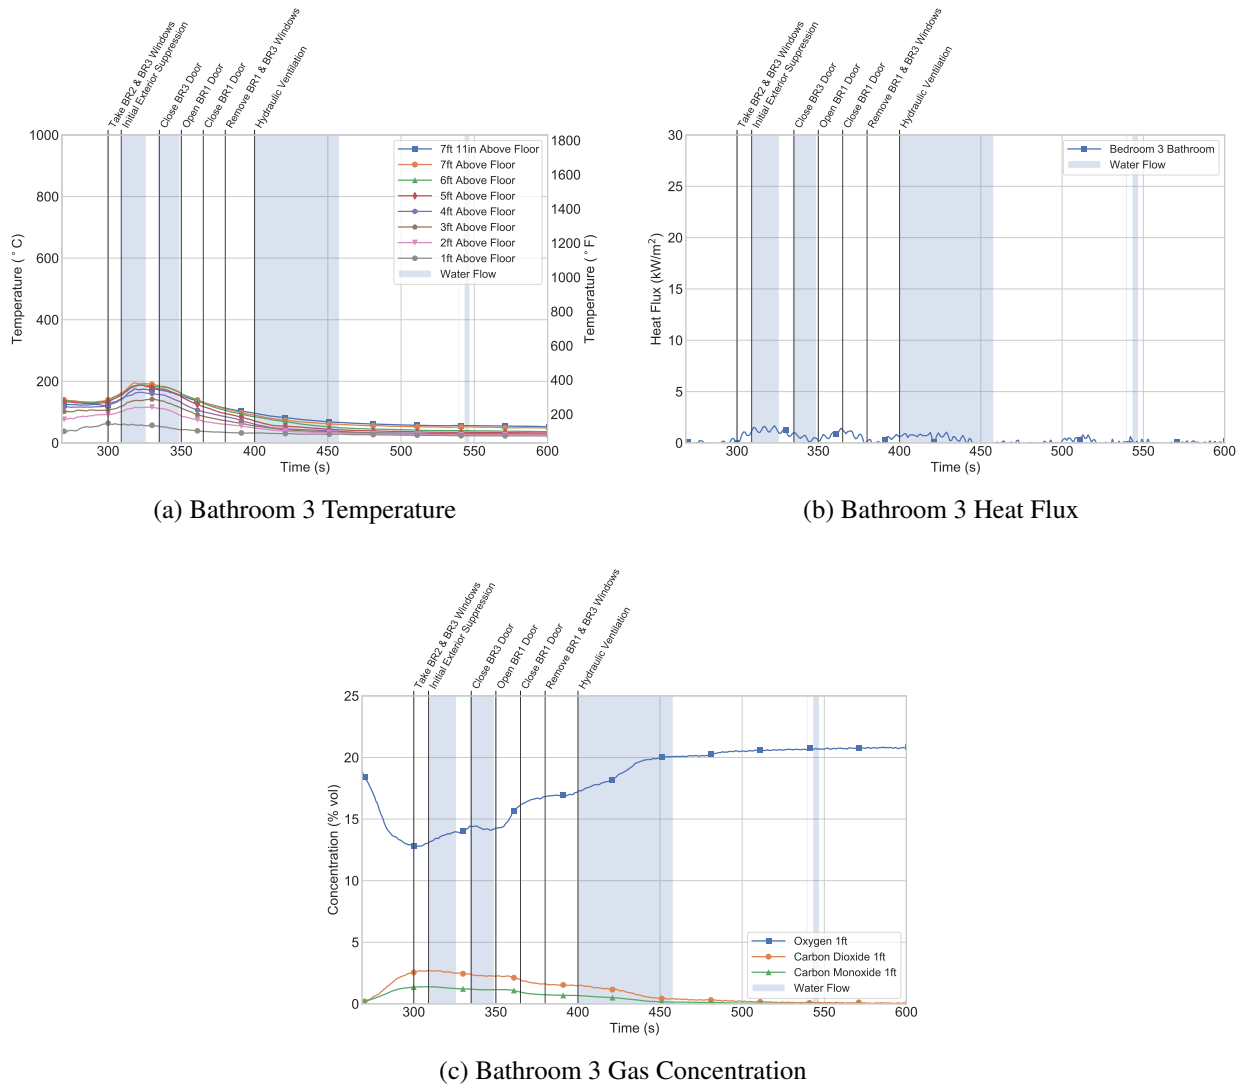 Take BR2 & BR3 Windows
Initial Exterior Suppression
Close BR3 Door
Open BR1 Door
Close BR1 Door
Remove BR1 & BR3 Windows
Hydraulic Ventilation
1000
800
600
400
200
0
Temperature (°C)
1800
1600
1400
1200
1000
800
600
400
200
0
Temperature (°F)
7ft 11in Above Floor
7ft Above Floor
6ft Above Floor
5ft Above Floor
4ft Above Floor
3ft Above Floor
2ft Above Floor
1ft Above Floor
Water Flow
300 350 400 450 500 550 600
Time (s)
(a) Bathroom 3 Temperature
Take BR2 & BR3 Windows
Initial Exterior Suppression
Close BR3 Door
Open BR1 Door
Close BR1 Door
Remove BR1 & BR3 Windows
Hydraulic Ventilation
30
25
20
15
10
5
0
Heat Flux (kW/m²)
Bedroom 3 Bathroom
Water Flow
300 350 400 450 500 550 600
Time (s)
(b) Bathroom 3 Heat Flux
Take BR2 & BR3 Windows
Initial Exterior Suppression
Close BR3 Door
Open BR1 Door
Close BR1 Door
Remove BR1 & BR3 Windows
Hydraulic Ventilation
25
20
15
10
5
0
Concentration (% vol)
Oxygen 1ft
Carbon Dioxide 1ft
Carbon Monoxide 1ft
Water Flow
300 350 400 450 500 550 600
Time (s)
(c) Bathroom 3 Gas Concentration